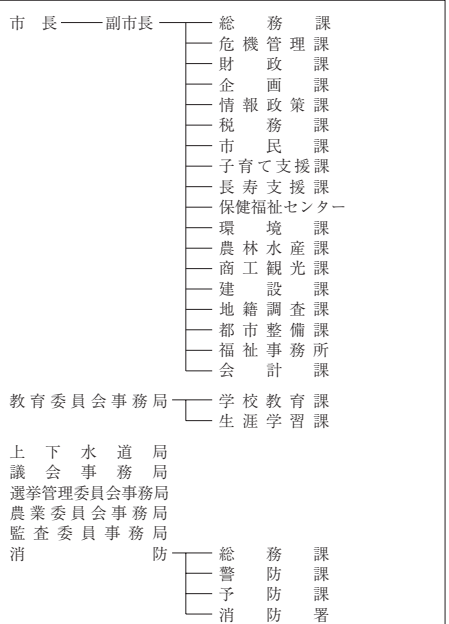 市長 副市長 総務課
危機管理課
財政課
企画課
情報政策課
税務課
市民課
子育て支援課
長寿支援課
保健福祉センター
環境課
農林水産課
商工観光課
建設課
地籍調査課
都市整備課
福祉事務所
会計課
教育委員会事務局 学校教育課
生涯学習課
上下水道局
議会事務局
選挙管理委員会事務局
農業委員会事務局
監査委員事務局
消防 総務課
警防課
予防課
消防署